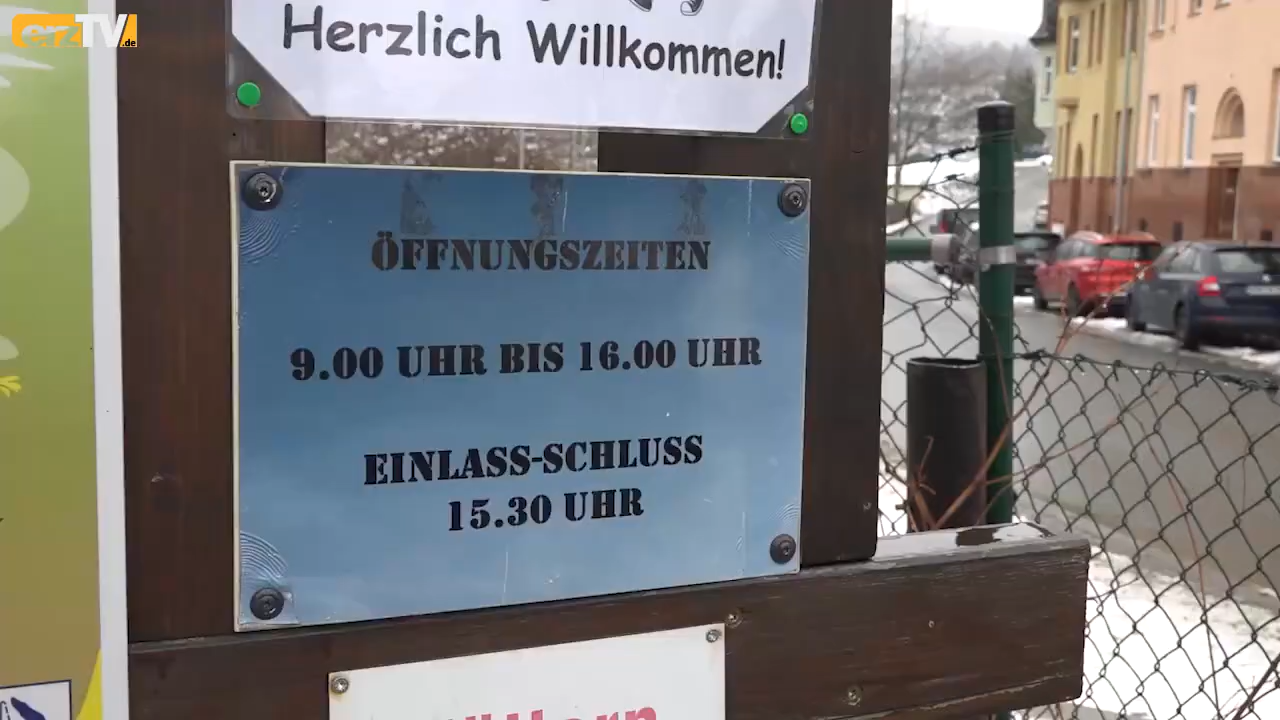 erzTV.de
Herzlich Willkommen!
ÖFFNUNGSZEITEN
9.00 UHR BIS 16.00 UHR
EINLASS-SCHLUSS
15.30 UHR